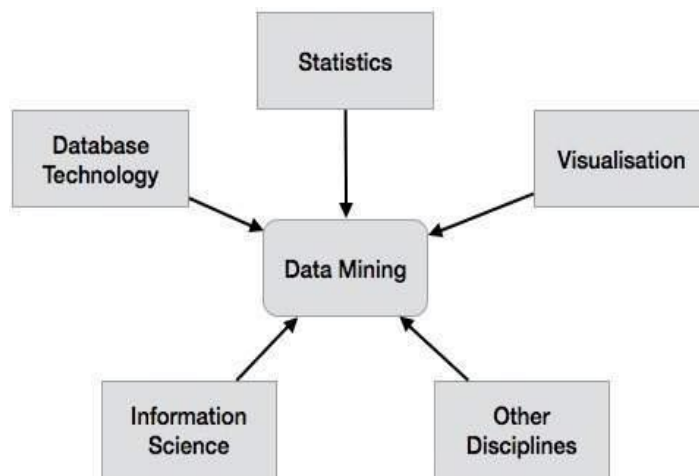 Statistics
Database
Technology
Visualisation
Data Mining
Information
Science
Other
Disciplines